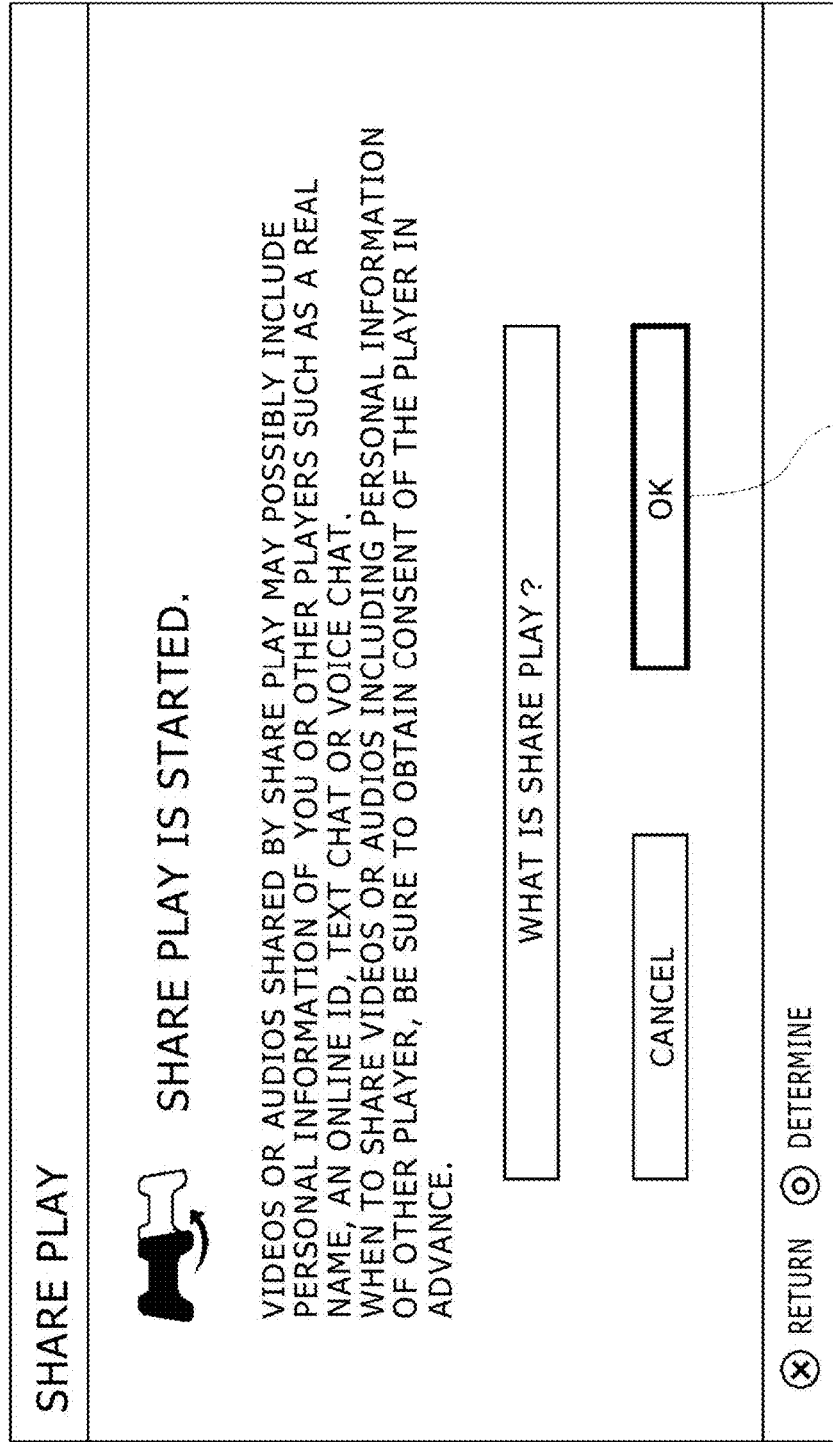 SHARE PLAY
SHARE PLAY IS STARTED.
VIDEOS OR AUDIOS SHARED BY SHARE PLAY MAY POSSIBLY INCLUDE
PERSONAL INFORMATION OF YOU OR OTHER PLAYERS SUCH AS A REAL
NAME, AN ONLINE ID, TEXT CHAT OR VOICE CHAT.
WHEN TO SHARE VIDEOS OR AUDIOS INCLUDING PERSONAL INFORMATION
OF OTHER PLAYER, BE SURE TO OBTAIN CONSENT OF THE PLAYER IN
ADVANCE.
WHAT IS SHARE PLAY?
CANCEL
OK
RETURN DETERMINE